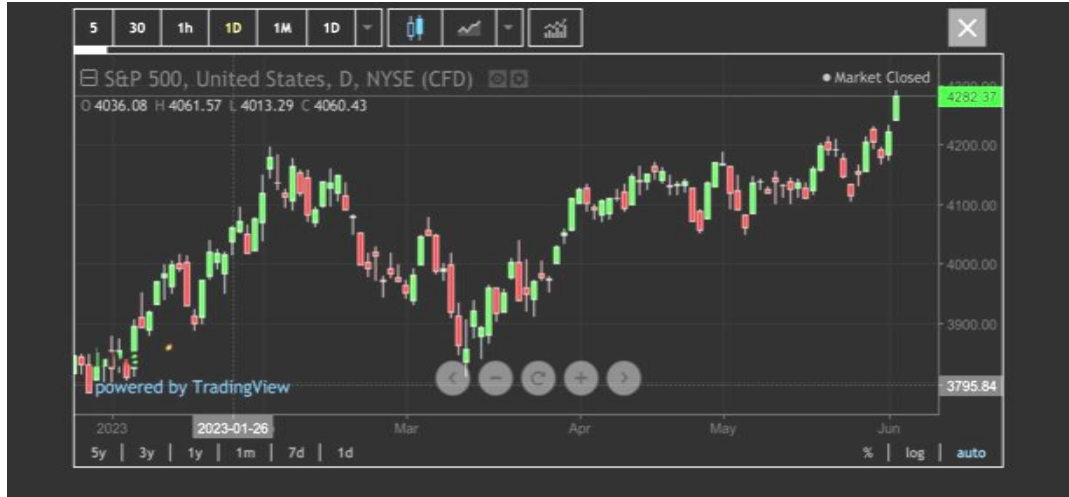 5 30 1h 1D 1M 1D
S&P 500, United States, D, NYSE (CFD)
Market Closed
O 4036.08 H 4061.57 L 4013.29 C 4060.43
4282.37
4200.00
4100.00
4000.00
3900.00
3795.84
powered by TradingView
2023 2023-01-26 Mar Apr May Jun
5y | 3y | 1y | 1m | 7d | 1d % | log | auto